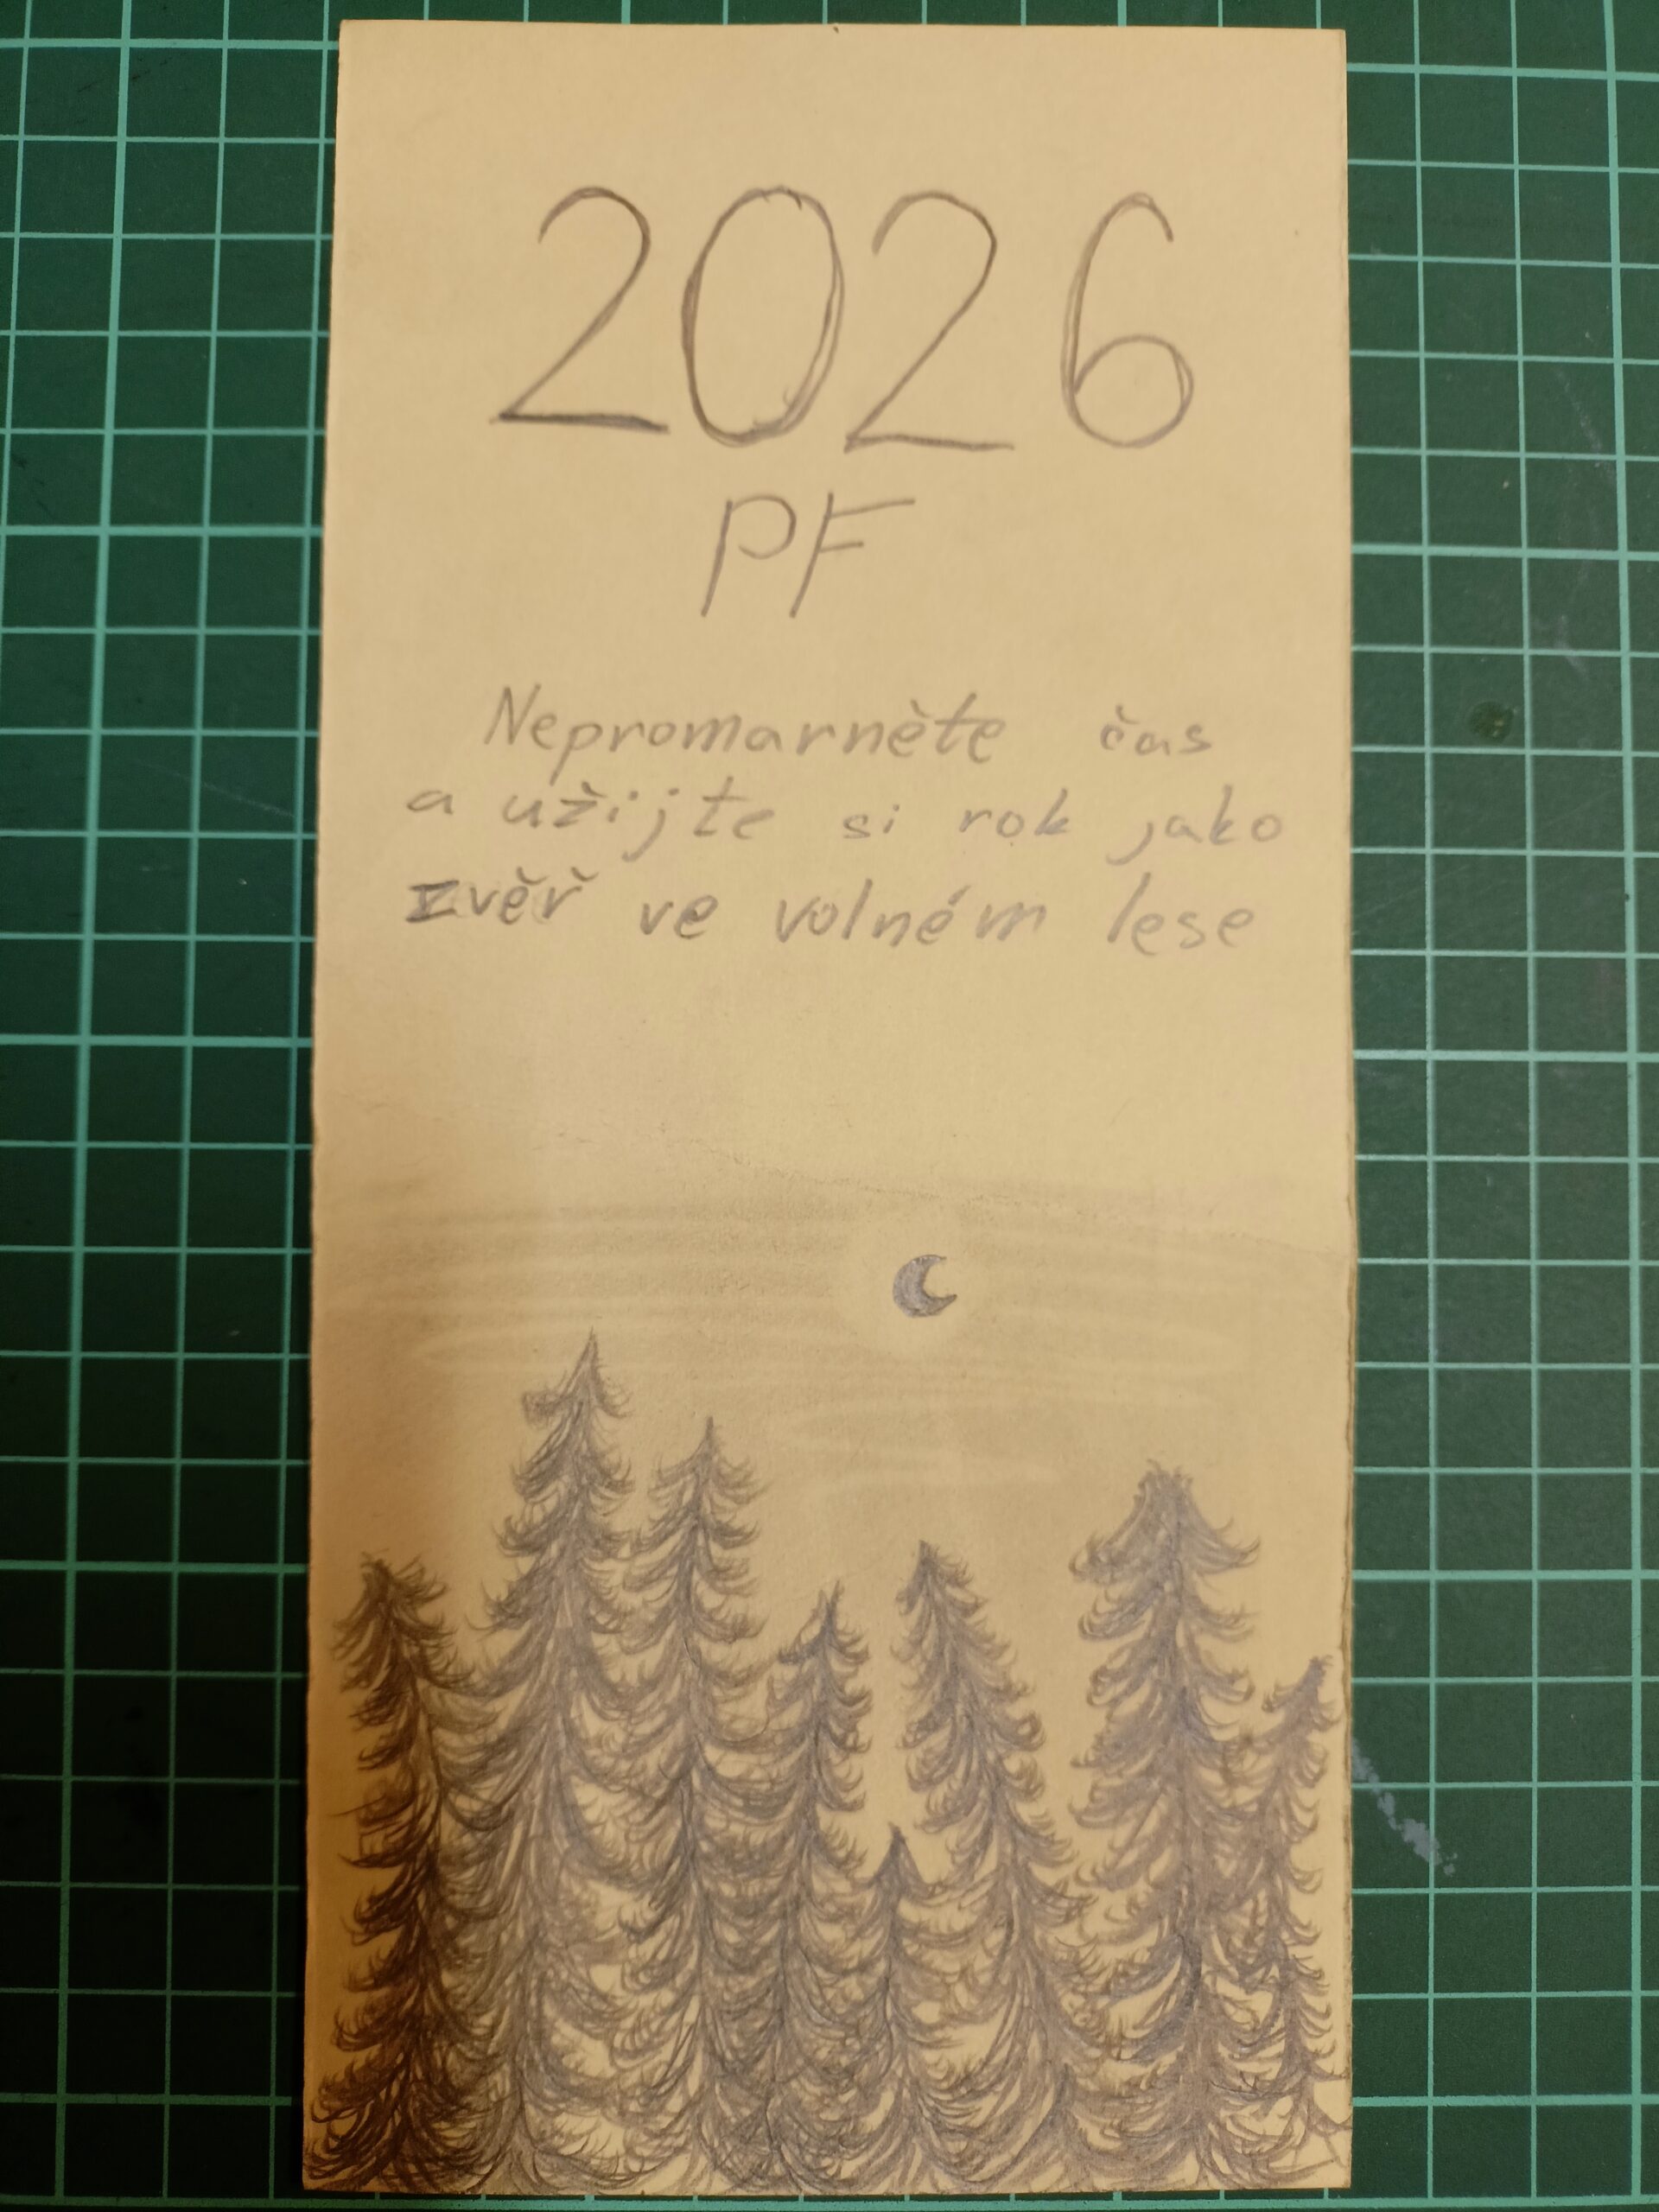 2026
PF
Nepromarněte čas
a užijte si rok jako
zvěř ve volném lese